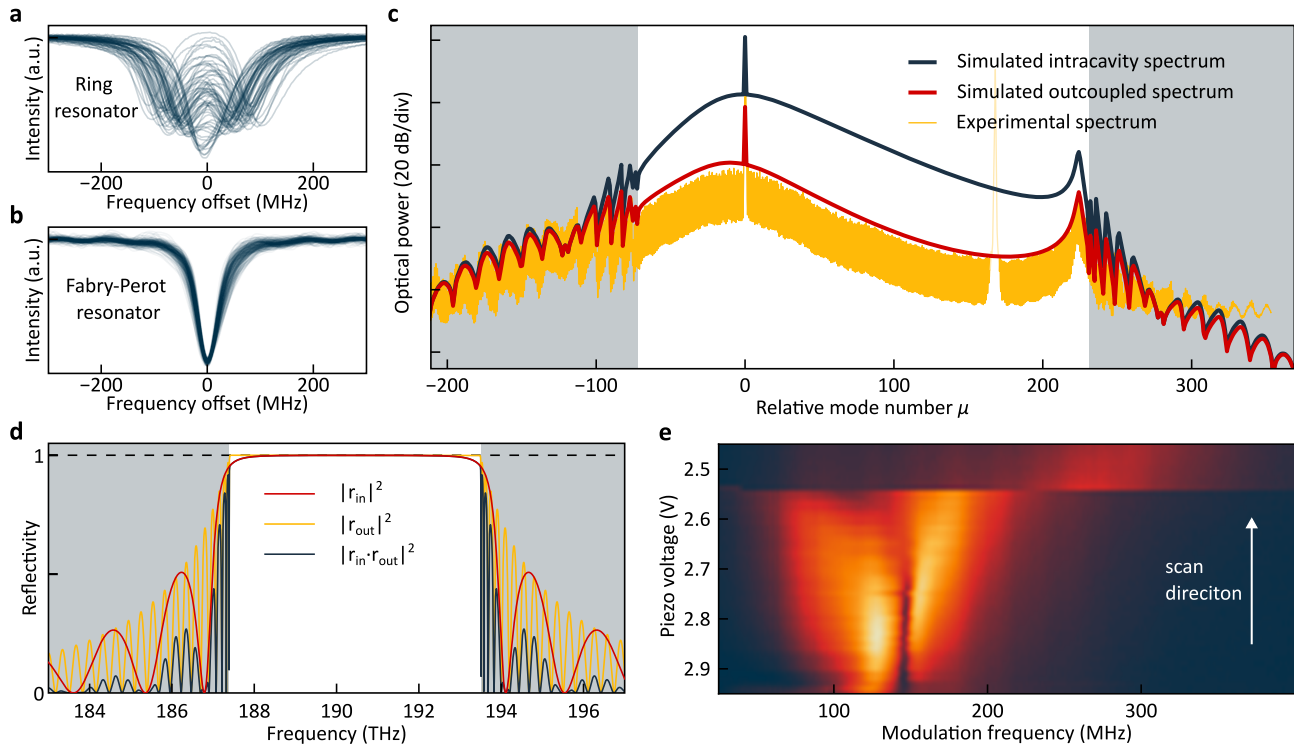 a
Intensity (a.u.)
Ring
resonator
−200
0
200
Frequency offset (MHz)
b
Intensity (a.u.)
Fabry-Perot
resonator
−200
0
200
Frequency offset (MHz)
c
Optical power (20 dB/div)
Simulated intracavity spectrum
Simulated outcoupled spectrum
Experimental spectrum
−200
−100
0
100
200
300
Relative mode number μ
d
Reflectivity
1
0
|r_in|²
|r_out|²
|r_in·r_out|²
184
186
188
190
192
194
196
Frequency (THz)
e
Piezo voltage (V)
2.5
2.6
2.7
2.8
2.9
scan
direciton
100
200
300
Modulation frequency (MHz)